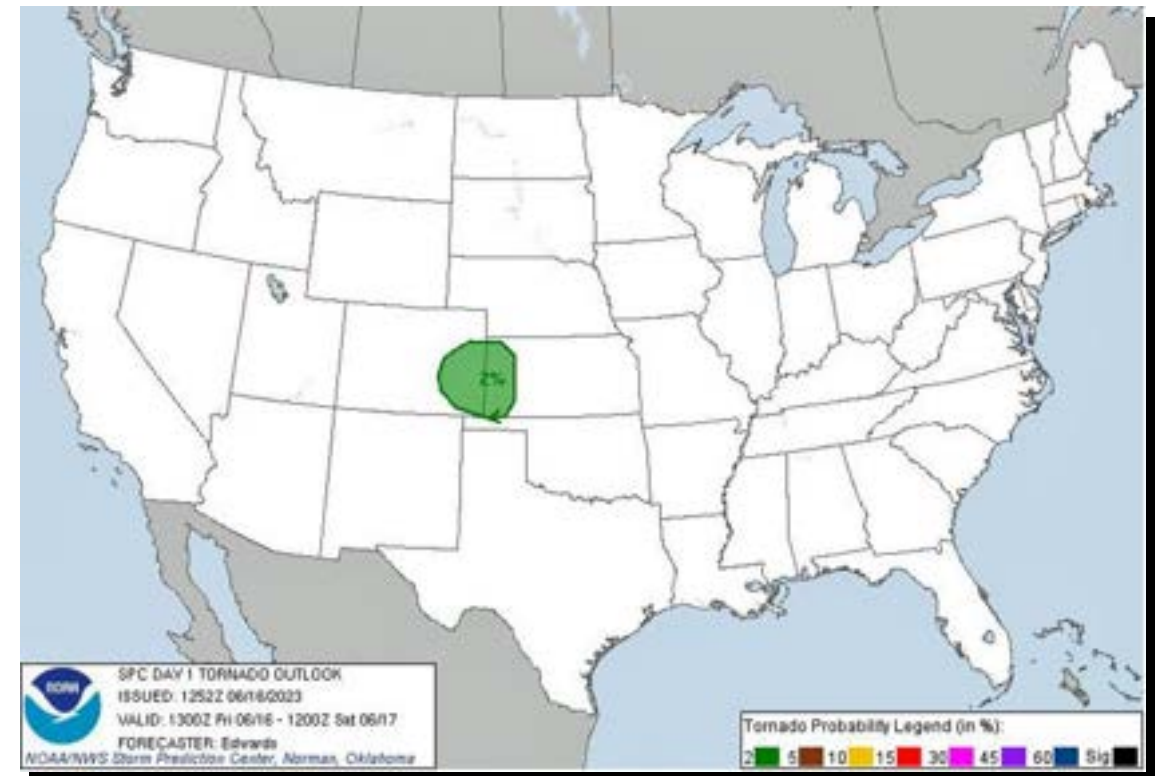 2%
NOAA
SPC DAY 1 TORNADO OUTLOOK
ISSUED: 1252Z 06/16/2023
VALID: 1300Z Fri 06/16 - 1200Z Sat 06/17
FORECASTER: Edwards
NOAA/NWS Storm Prediction Center, Norman, Oklahoma
Tornado Probability Legend (in %):
2 5 10 15 30 45 60 Sig